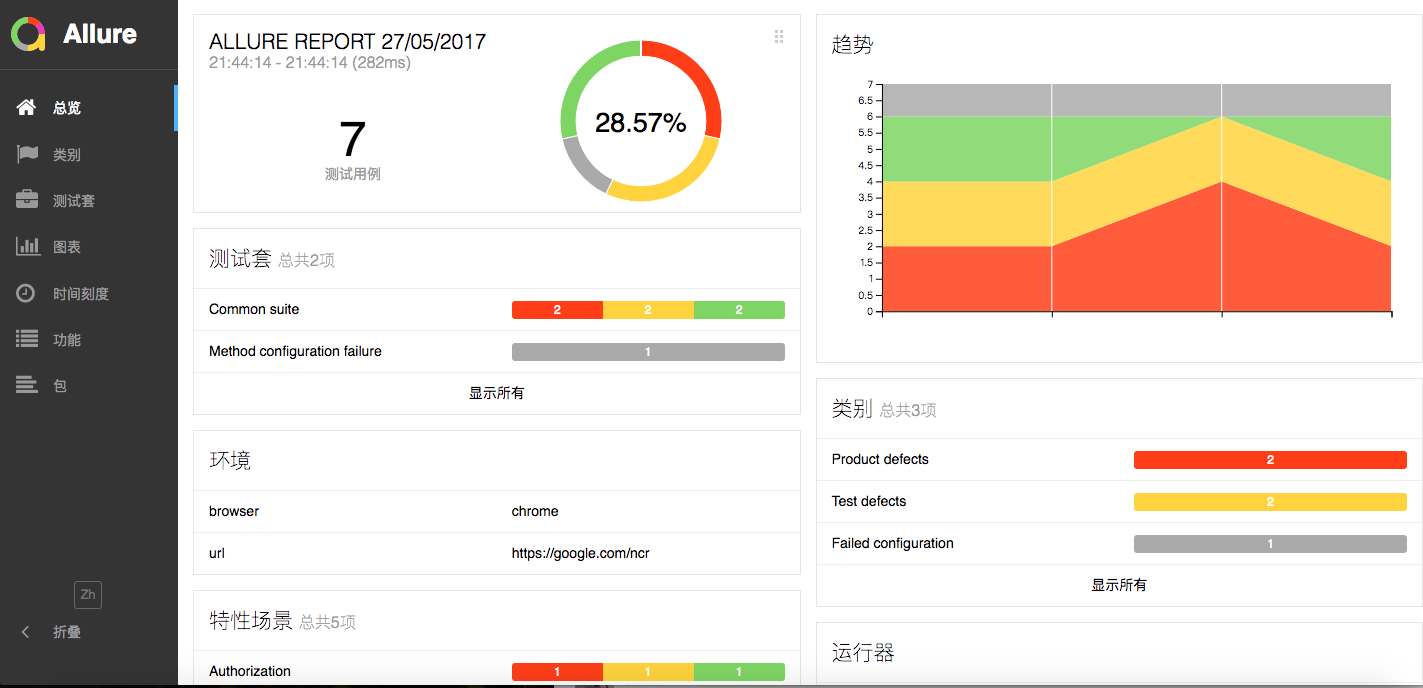 Allure
总览
类别
测试套
图表
时间刻度
功能
包
Zh
折叠
ALLURE REPORT 27/05/2017
21:44:14 - 21:44:14 (282ms)
7
测试用例
28.57%
测试套 总共2项
Common suite
2 2 2
Method configuration failure
1
显示所有
环境
browser chrome
url https://google.com/ncr
特性场景 总共5项
Authorization
1 1 1
趋势
7
6.5
6
5.5
5
4.5
4
3.5
3
2.5
2
1.5
1
0.5
0
类别 总共3项
Product defects
2
Test defects
2
Failed configuration
1
显示所有
运行器